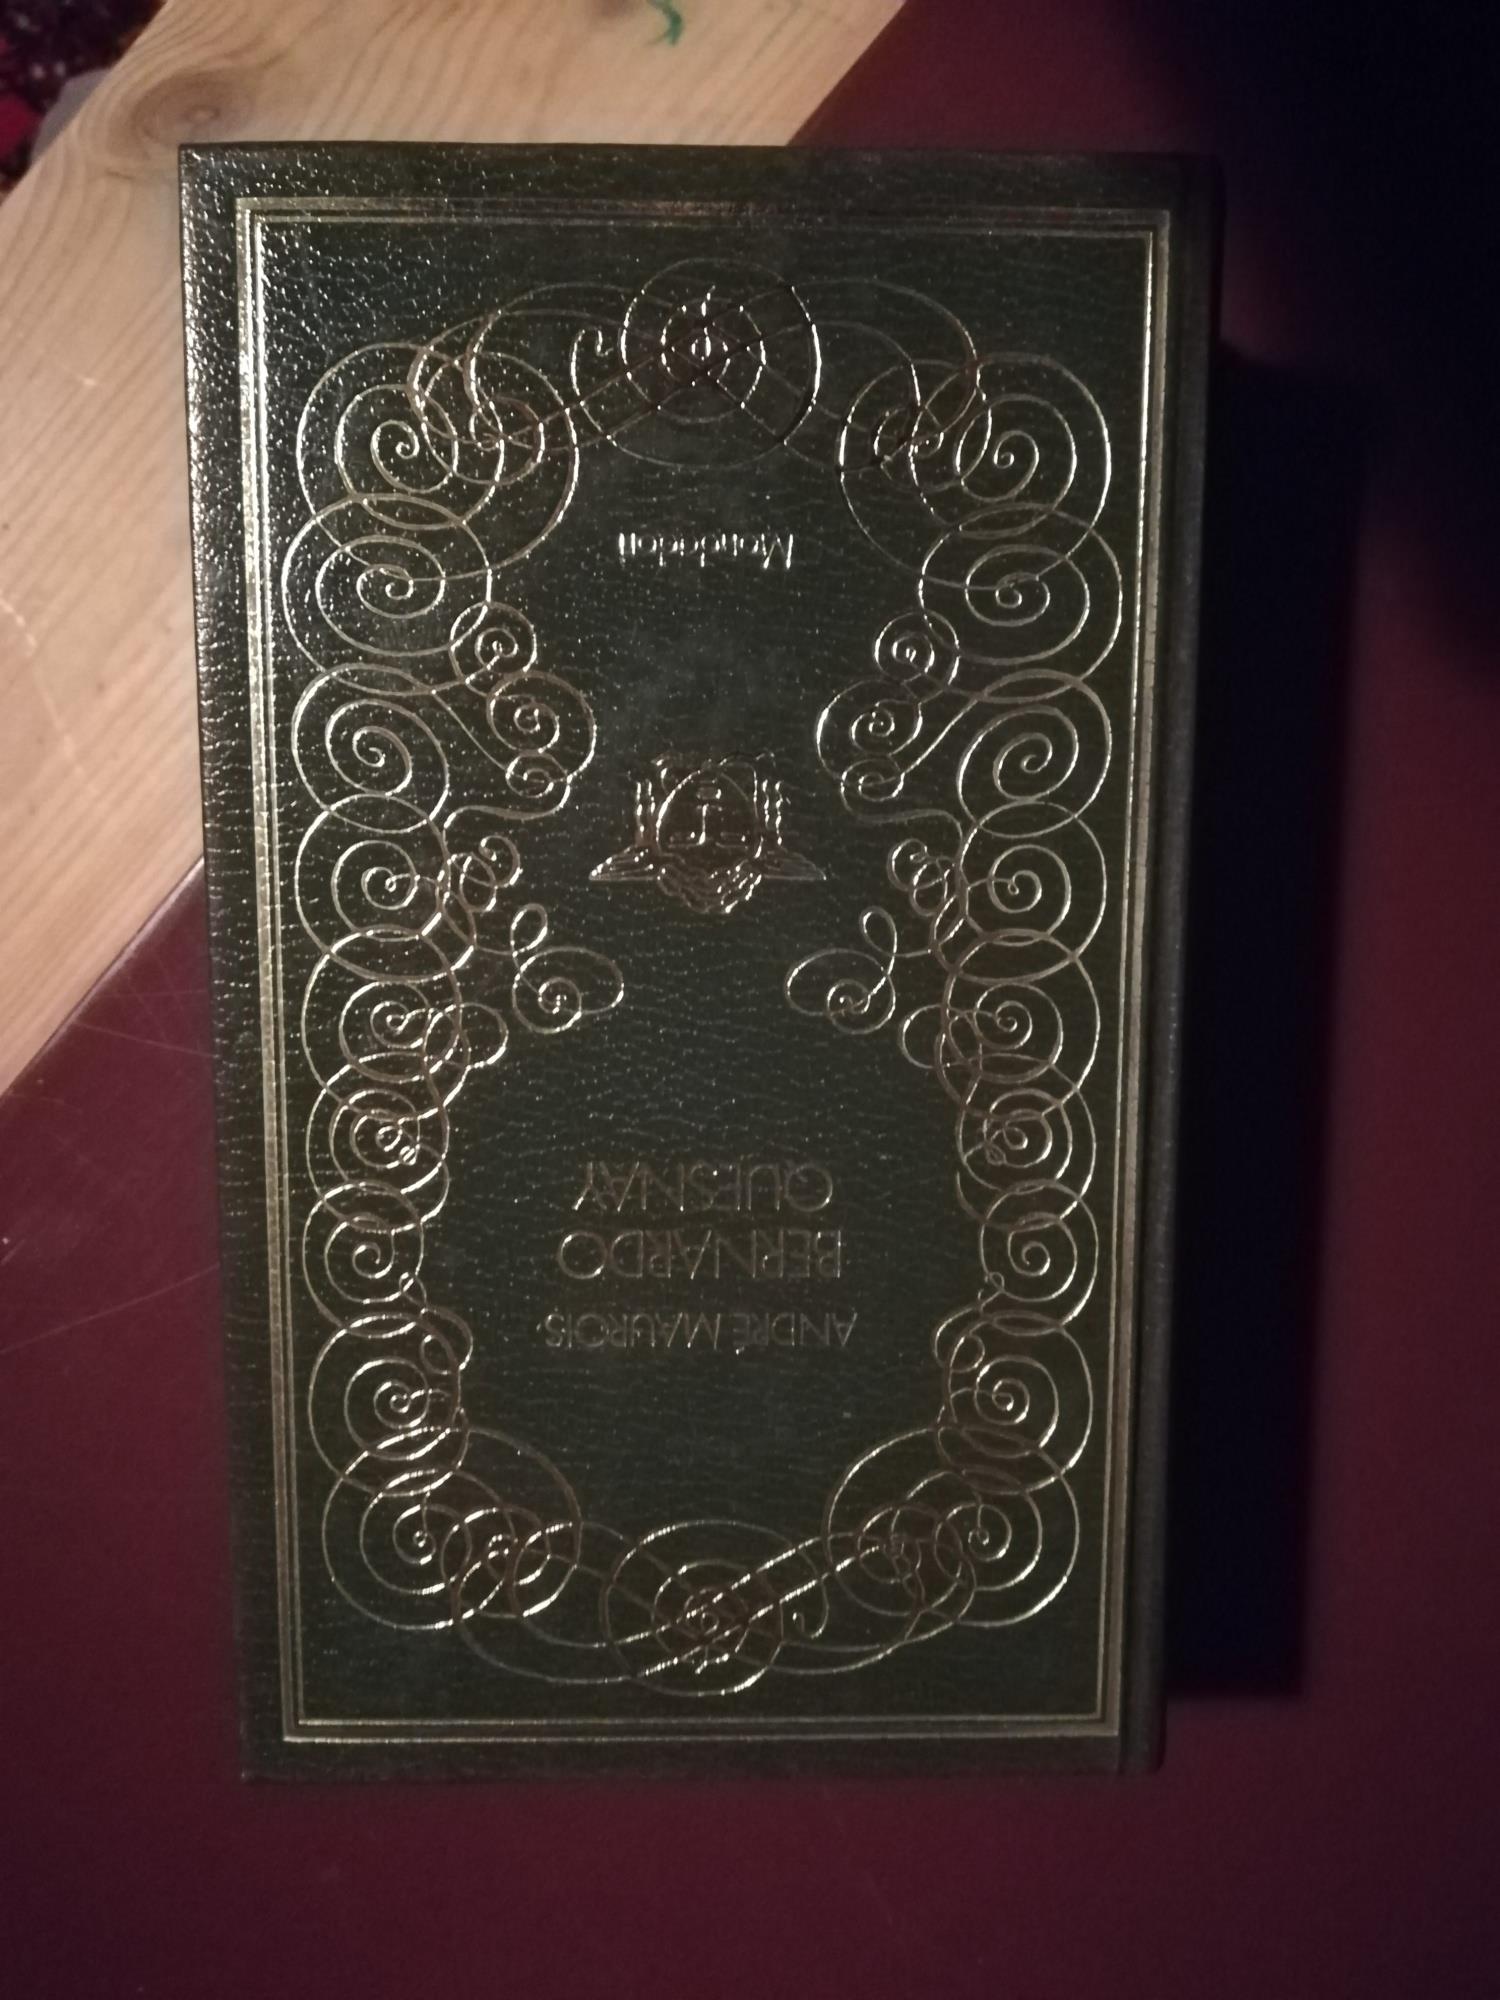 ANDRÉ MAUROIS
BERNARDO
QUESNAY
Mondadori